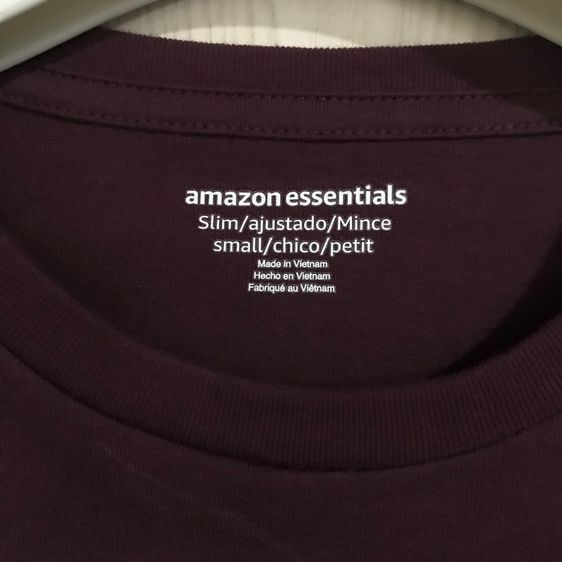 amazon essentials
Slim/ajustado/Mince
small/chico/petit
Made in Vietnam
Hecho en Vietnam
Fabriqué au Viêtnam